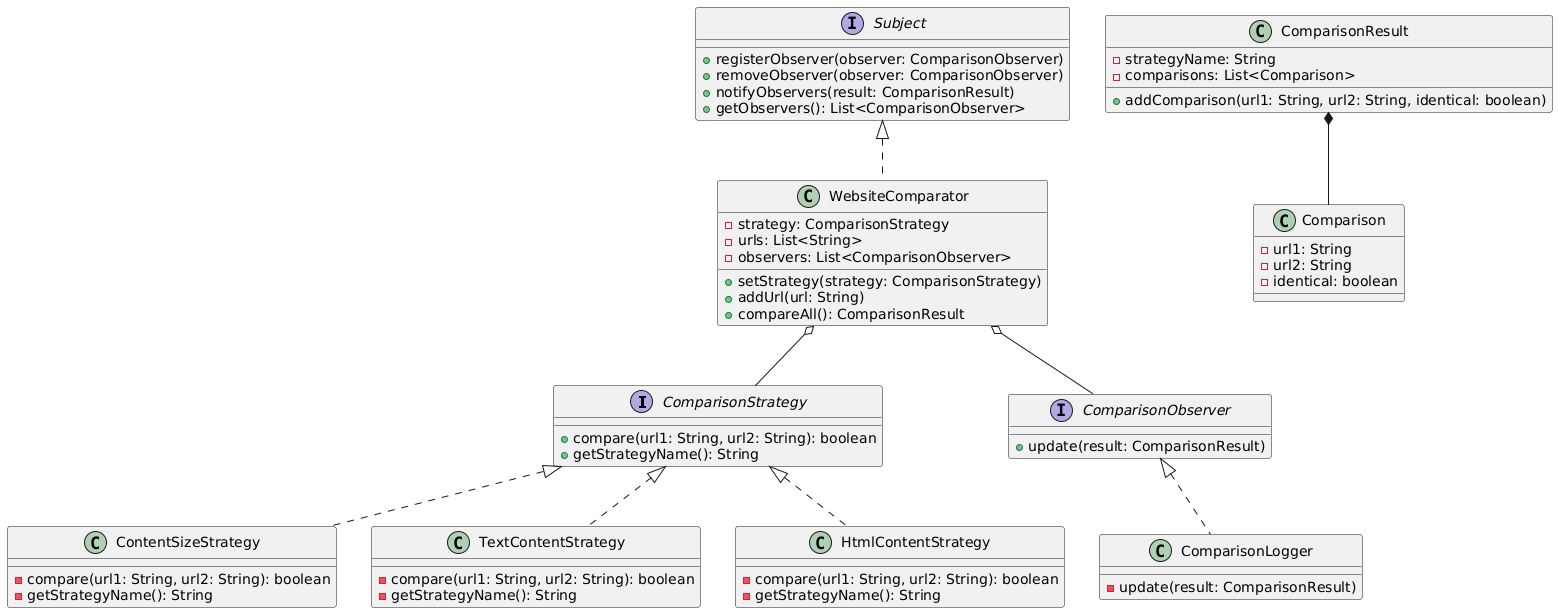 I Subject
registerObserver(observer: ComparisonObserver)
removeObserver(observer: ComparisonObserver)
notifyObservers(result: ComparisonResult)
getObservers(): List<ComparisonObserver>
C ComparisonResult
strategyName: String
comparisons: List<Comparison>
addComparison(url1: String, url2: String, identical: boolean)
C WebsiteComparator
strategy: ComparisonStrategy
urls: List<String>
observers: List<ComparisonObserver>
setStrategy(strategy: ComparisonStrategy)
addUrl(url: String)
compareAll(): ComparisonResult
C Comparison
url1: String
url2: String
identical: boolean
I ComparisonStrategy
compare(url1: String, url2: String): boolean
getStrategyName(): String
I ComparisonObserver
update(result: ComparisonResult)
C ContentSizeStrategy
compare(url1: String, url2: String): boolean
getStrategyName(): String
C TextContentStrategy
compare(url1: String, url2: String): boolean
getStrategyName(): String
C HtmlContentStrategy
compare(url1: String, url2: String): boolean
getStrategyName(): String
C ComparisonLogger
update(result: ComparisonResult)